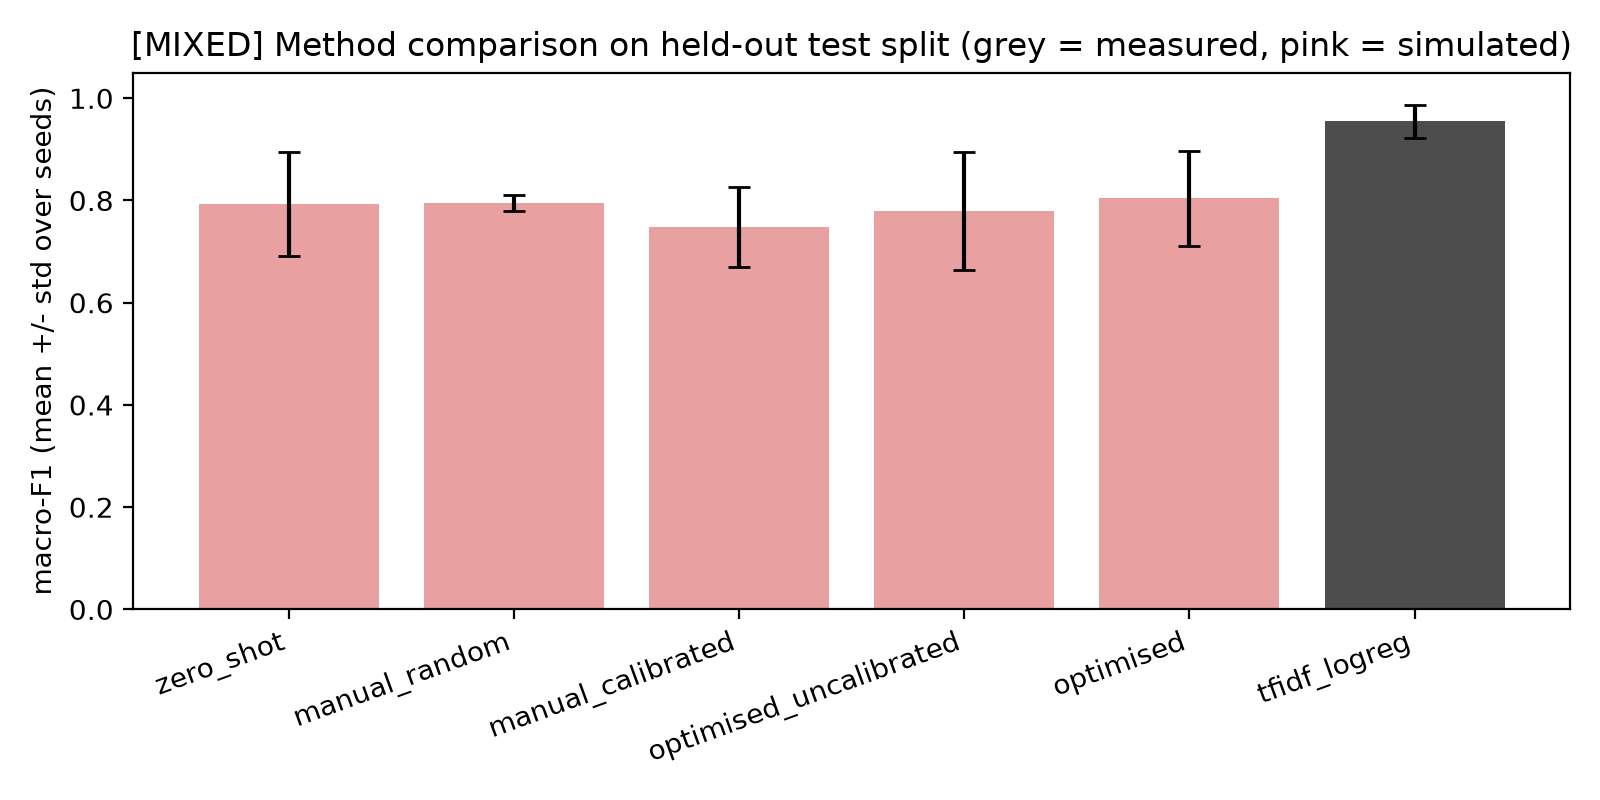 [MIXED] Method comparison on held-out test split (grey = measured, pink = simulated)
macro-F1 (mean +/- std over seeds)
1.0
0.8
0.6
0.4
0.2
0.0
zero_shot
manual_random
manual_calibrated
optimised_uncalibrated
optimised
tfidf_logreg